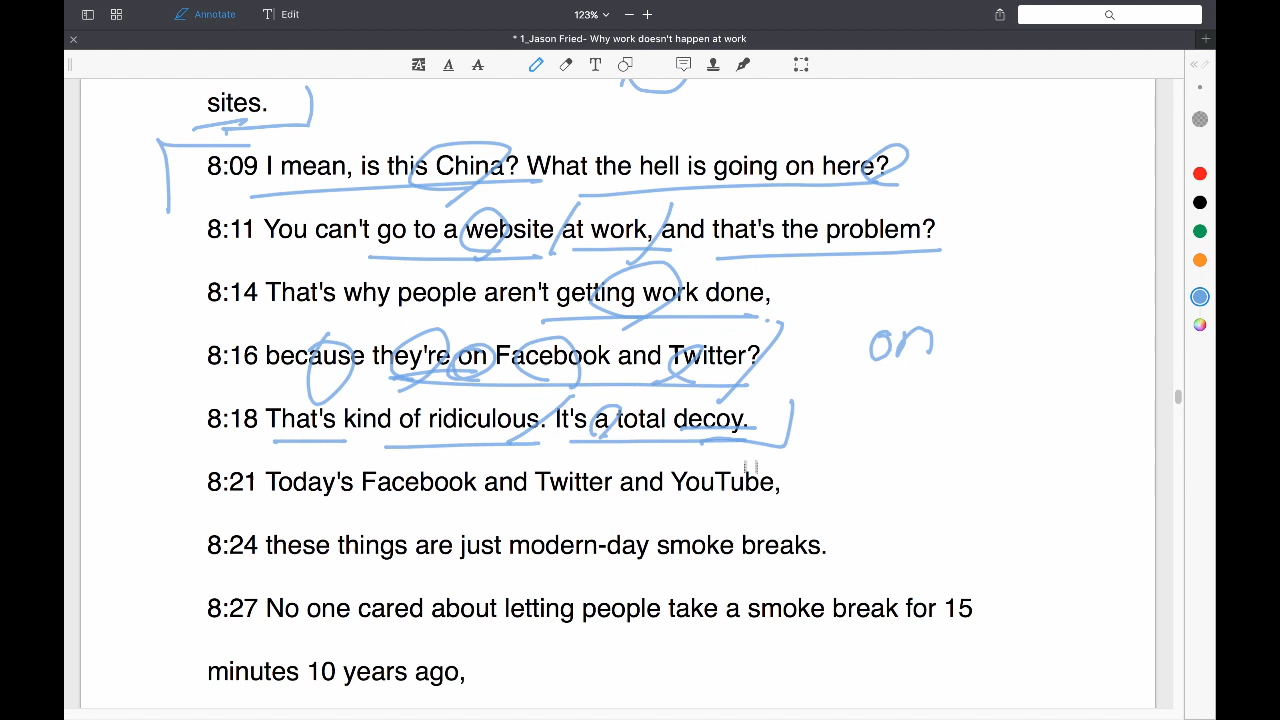 Annotate
Edit
123%
* 1_Jason Fried- Why work doesn't happen at work
sites.
8:09 I mean, is this China? What the hell is going on here?
8:11 You can't go to a website at work, and that's the problem?
8:14 That's why people aren't getting work done,
8:16 because they're on Facebook and Twitter?
on
8:18 That's kind of ridiculous. It's a total decoy.
8:21 Today's Facebook and Twitter and YouTube,
8:24 these things are just modern-day smoke breaks.
8:27 No one cared about letting people take a smoke break for 15
minutes 10 years ago,